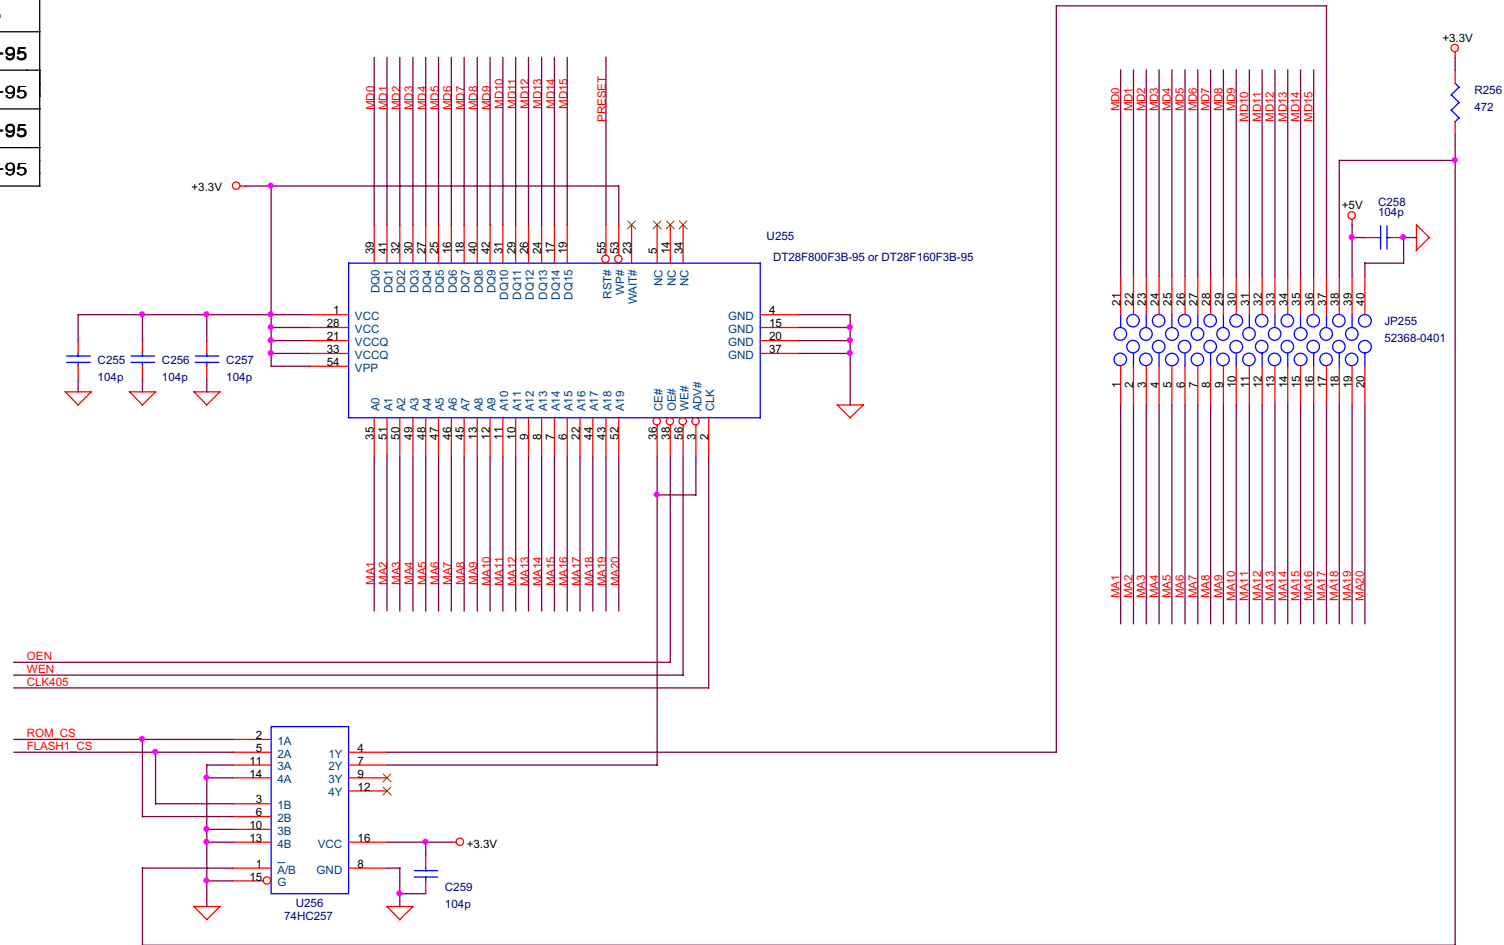 -95
-95
-95
-95
MD0 MD1 MD2 MD3 MD4 MD5 MD6 MD7 MD8 MD9 MD10 MD11 MD12 MD13 MD14 MD15 PRESET
+3.3V
39 41 32 30 27 25 16 18 40 42 31 29 26 24 17 19 55 53 23 5 14 34
DQ0 DQ1 DQ2 DQ3 DQ4 DQ5 DQ6 DQ7 DQ8 DQ9 DQ10 DQ11 DQ12 DQ13 DQ14 DQ15 RST# WP# WAIT# NC NC NC
U255
DT28F800F3B-95 or DT28F160F3B-95
1 VCC
28 VCC
21 VCCQ
33 VCCQ
54 VPP
GND 4
GND 15
GND 20
GND 37
C255
104p
C256
104p
C257
104p
A0 A1 A2 A3 A4 A5 A6 A7 A8 A9 A10 A11 A12 A13 A14 A15 A16 A17 A18 A19 CE# OE# WE# ADV# CLK
35 51 50 49 48 47 46 45 13 12 11 10 9 8 7 6 22 44 43 52 36 38 56 3 2
MA1 MA2 MA3 MA4 MA5 MA6 MA7 MA8 MA9 MA10 MA11 MA12 MA13 MA14 MA15 MA16 MA17 MA18 MA19 MA20
OEN
WEN
CLK405
ROM_CS
FLASH1_CS
2 1A
5 2A
11 3A
14 4A
3 1B
6 2B
10 3B
13 4B
1 A/B
15 G
1Y 4
2Y 7
3Y 9
4Y 12
VCC 16
GND 8
+3.3V
C259
104p
U256
74HC257
MD0 MD1 MD2 MD3 MD4 MD5 MD6 MD7 MD8 MD9 MD10 MD11 MD12 MD13 MD14 MD15
+3.3V
R256
472
+5V
C258
104p
21 22 23 24 25 26 27 28 29 30 31 32 33 34 35 36 37 38 39 40
JP255
52368-0401
1 2 3 4 5 6 7 8 9 10 11 12 13 14 15 16 17 18 19 20
MA1 MA2 MA3 MA4 MA5 MA6 MA7 MA8 MA9 MA10 MA11 MA12 MA13 MA14 MA15 MA16 MA17 MA18 MA19 MA20